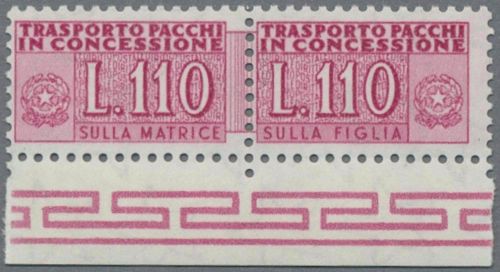 TRASPORTO PACCHI
IN CONCESSIONE
L.110
SULLA MATRICE
TRASPORTO PACCHI
IN CONCESSIONE
L.110
SULLA FIGLIA